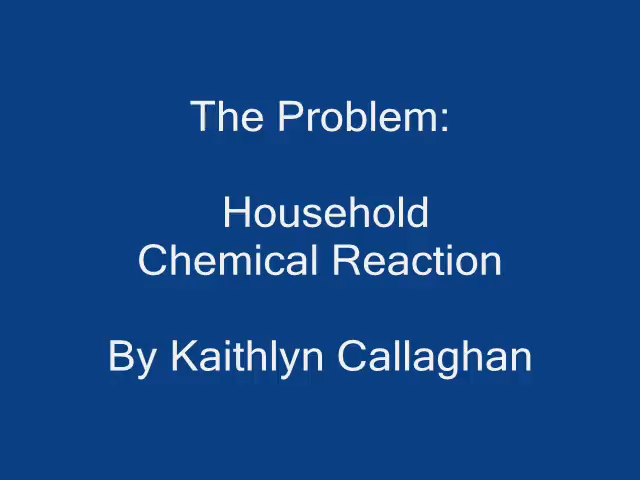 The Problem:
Household
Chemical Reaction
By Kaithlyn Callaghan